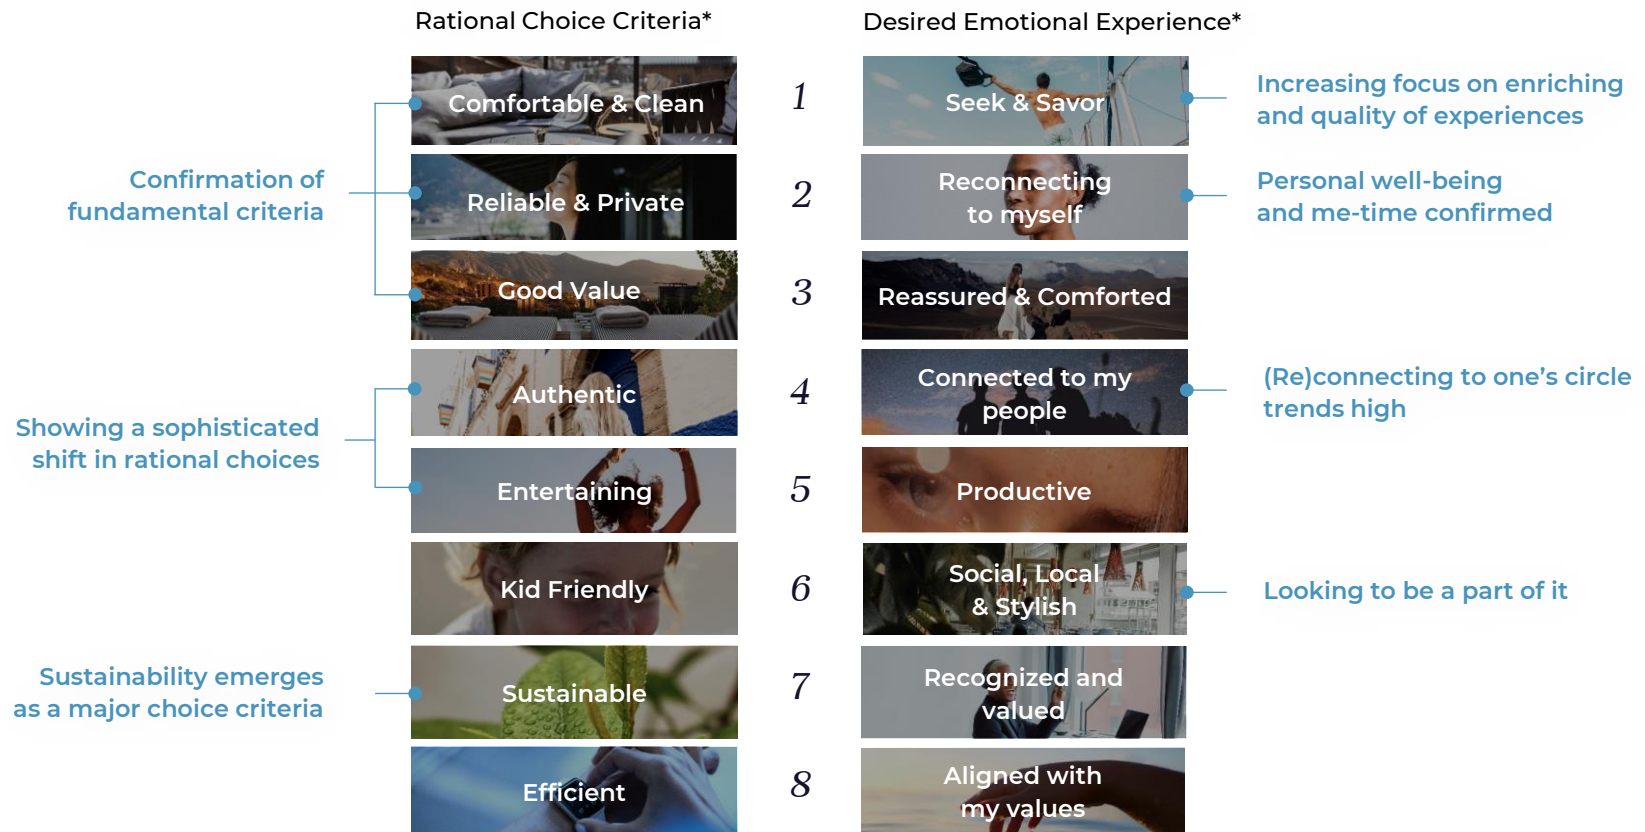 Rational Choice Criteria*
Desired Emotional Experience*
Confirmation of
fundamental criteria
Showing a sophisticated
shift in rational choices
Sustainability emerges
as a major choice criteria
Comfortable & Clean
Reliable & Private
Good Value
Authentic
Entertaining
Kid Friendly
Sustainable
Efficient
1
2
3
4
5
6
7
8
Seek & Savor
Reconnecting
to myself
Reassured & Comforted
Connected to my
people
Productive
Social, Local
& Stylish
Recognized and
valued
Aligned with
my values
Increasing focus on enriching
and quality of experiences
Personal well-being
and me-time confirmed
(Re)connecting to one’s circle
trends high
Looking to be a part of it